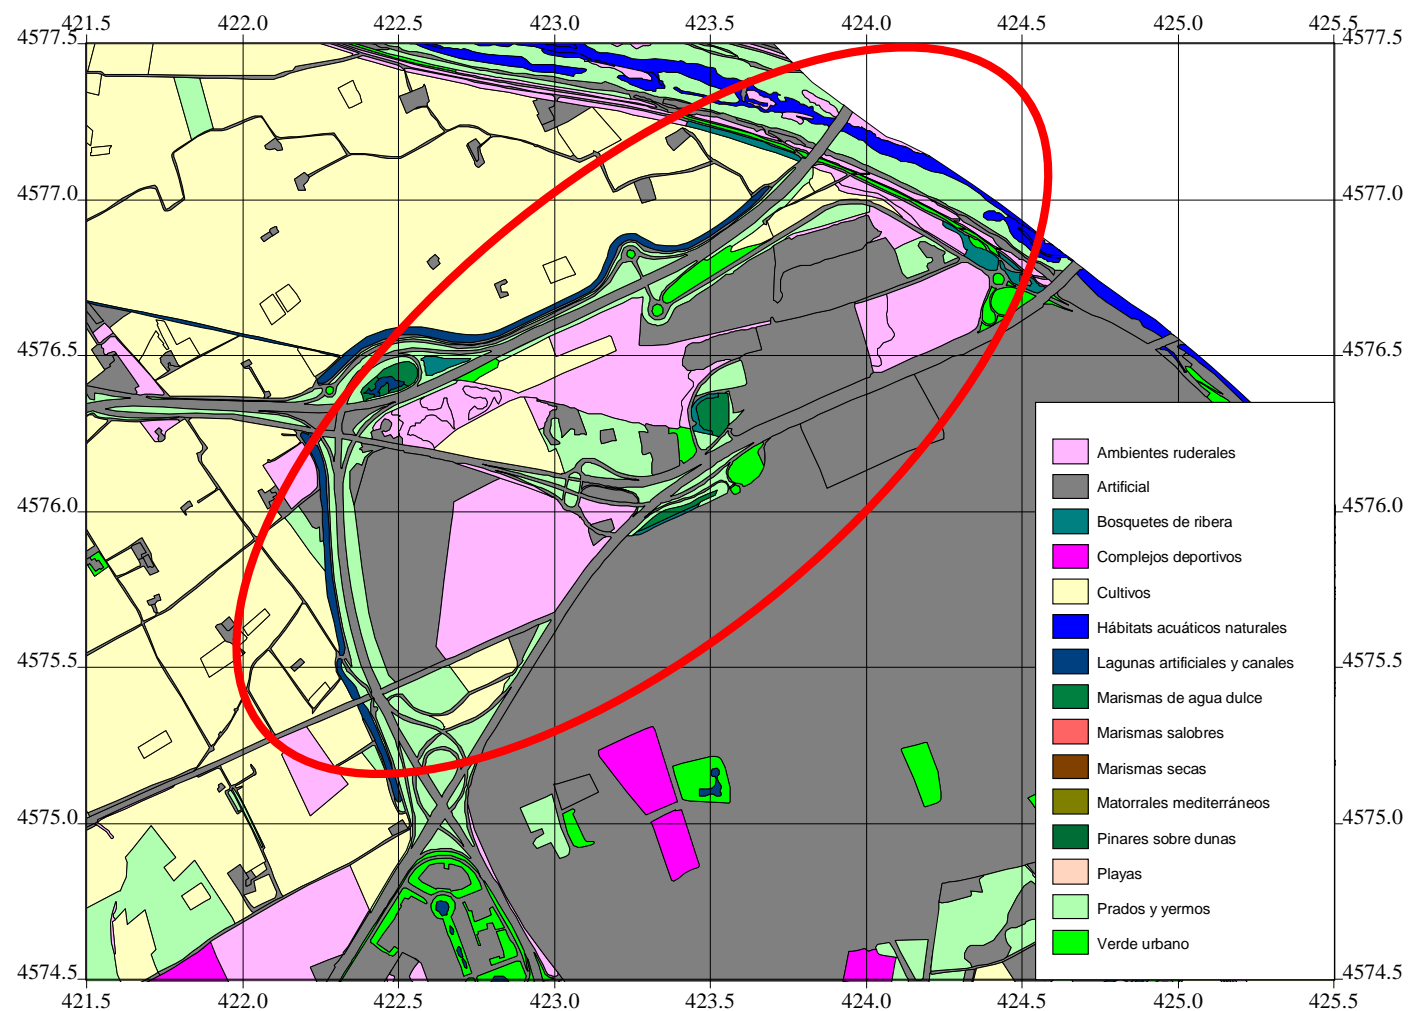 421.5 422.0 422.5 423.0 423.5 424.0 424.5 425.0 425.5
4577.5 4577.5
4577.0 4577.0
4576.5 4576.5
4576.0 4576.0
4575.5 4575.5
4575.0 4575.0
4574.5 4574.5
421.5 422.0 422.5 423.0 423.5 424.0 424.5 425.0 425.5
Ambientes ruderales
Artificial
Bosquetes de ribera
Complejos deportivos
Cultivos
Hábitats acuáticos naturales
Lagunas artificiales y canales
Marismas de agua dulce
Marismas salobres
Marismas secas
Matorrales mediterráneos
Pinares sobre dunas
Playas
Prados y yermos
Verde urbano